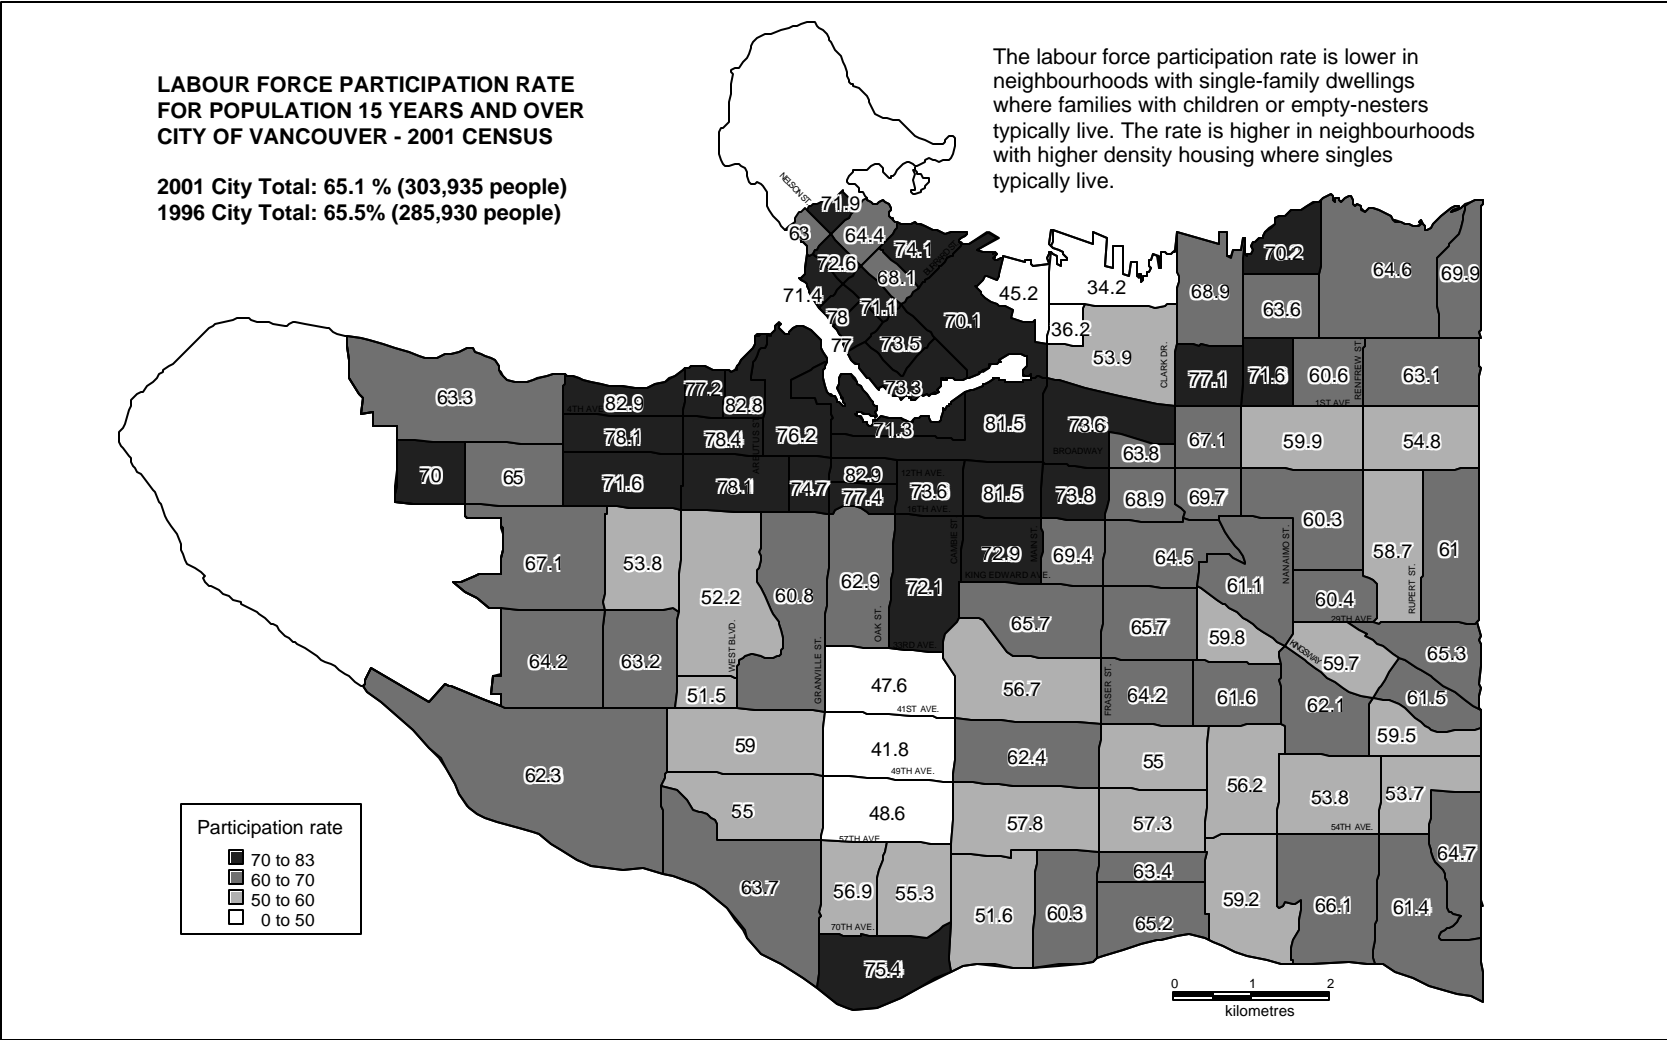 LABOUR FORCE PARTICIPATION RATE
FOR POPULATION 15 YEARS AND OVER
CITY OF VANCOUVER - 2001 CENSUS
2001 City Total: 65.1 % (303,935 people)
1996 City Total: 65.5% (285,930 people)
The labour force participation rate is lower in
neighbourhoods with single-family dwellings
where families with children or empty-nesters
typically live. The rate is higher in neighbourhoods
with higher density housing where singles
typically live.
NELSON ST.
71.9
63
64.4
74.1
BURRARD ST.
72.6
68.1
71.4
71.1
78
70.1
77
73.5
73.3
45.2
34.2
36.2
53.9
CLARK DR.
68.9
70.2
63.6
64.6
69.9
77.1
71.6
60.6
RENFREW ST.
63.1
1ST AVE.
63.3
4TH AVE.
82.9
77.2
82.8
78.1
78.4
ARBUTUS ST.
76.2
71.3
81.5
73.6
BROADWAY
63.8
67.1
59.9
54.8
70
65
71.6
78.1
74.7
82.9
12TH AVE.
77.4
73.6
16TH AVE.
81.5
73.8
68.9
69.7
60.3
58.7
61
67.1
53.8
52.2
60.8
62.9
72.1
CAMBIE ST.
72.9
MAIN ST.
KING EDWARD AVE.
69.4
64.5
61.1
NANAIMO ST.
60.4
29TH AVE.
RUPERT ST.
OAK ST.
33RD AVE.
65.7
65.7
59.8
KINGSWAY
59.7
65.3
64.2
63.2
WEST BLVD.
51.5
GRANVILLE ST.
47.6
41ST AVE.
56.7
FRASER ST.
64.2
61.6
62.1
61.5
59.5
62.3
59
41.8
49TH AVE.
62.4
55
56.2
53.8
54TH AVE.
53.7
55
48.6
57TH AVE.
57.8
57.3
64.7
63.7
56.9
55.3
70TH AVE.
51.6
60.3
63.4
65.2
59.2
66.1
61.4
75.4
Participation rate
70 to 83
60 to 70
50 to 60
0 to 50
0 1 2
kilometres